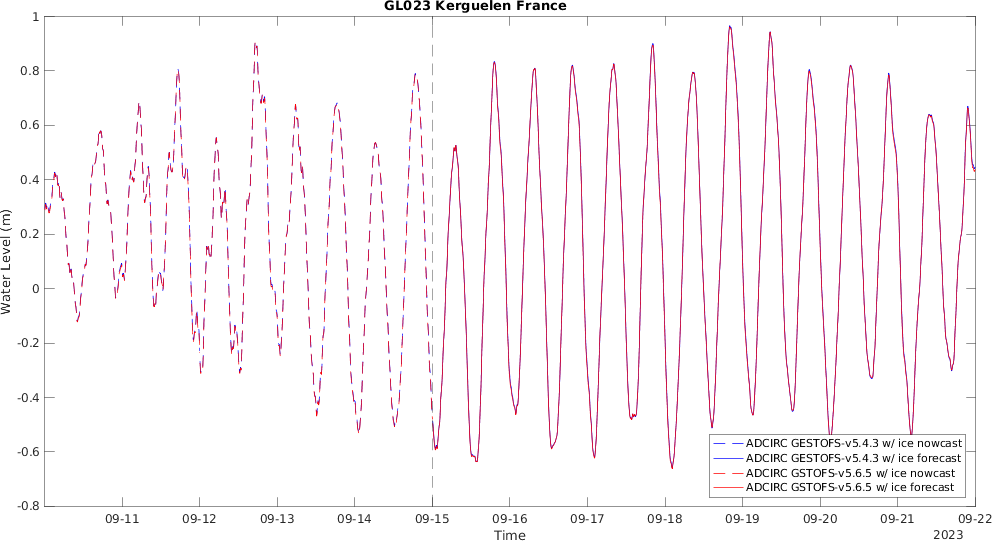 GL023 Kerguelen France
1
0.8
0.6
0.4
0.2
0
-0.2
-0.4
-0.6
-0.8
Water Level (m)
ADCIRC GESTOFS-v5.4.3 w/ ice nowcast
ADCIRC GESTOFS-v5.4.3 w/ ice forecast
ADCIRC GSTOFS-v5.6.5 w/ ice nowcast
ADCIRC GSTOFS-v5.6.5 w/ ice forecast
09-11 09-12 09-13 09-14 09-15 09-16 09-17 09-18 09-19 09-20 09-21 09-22
Time
2023